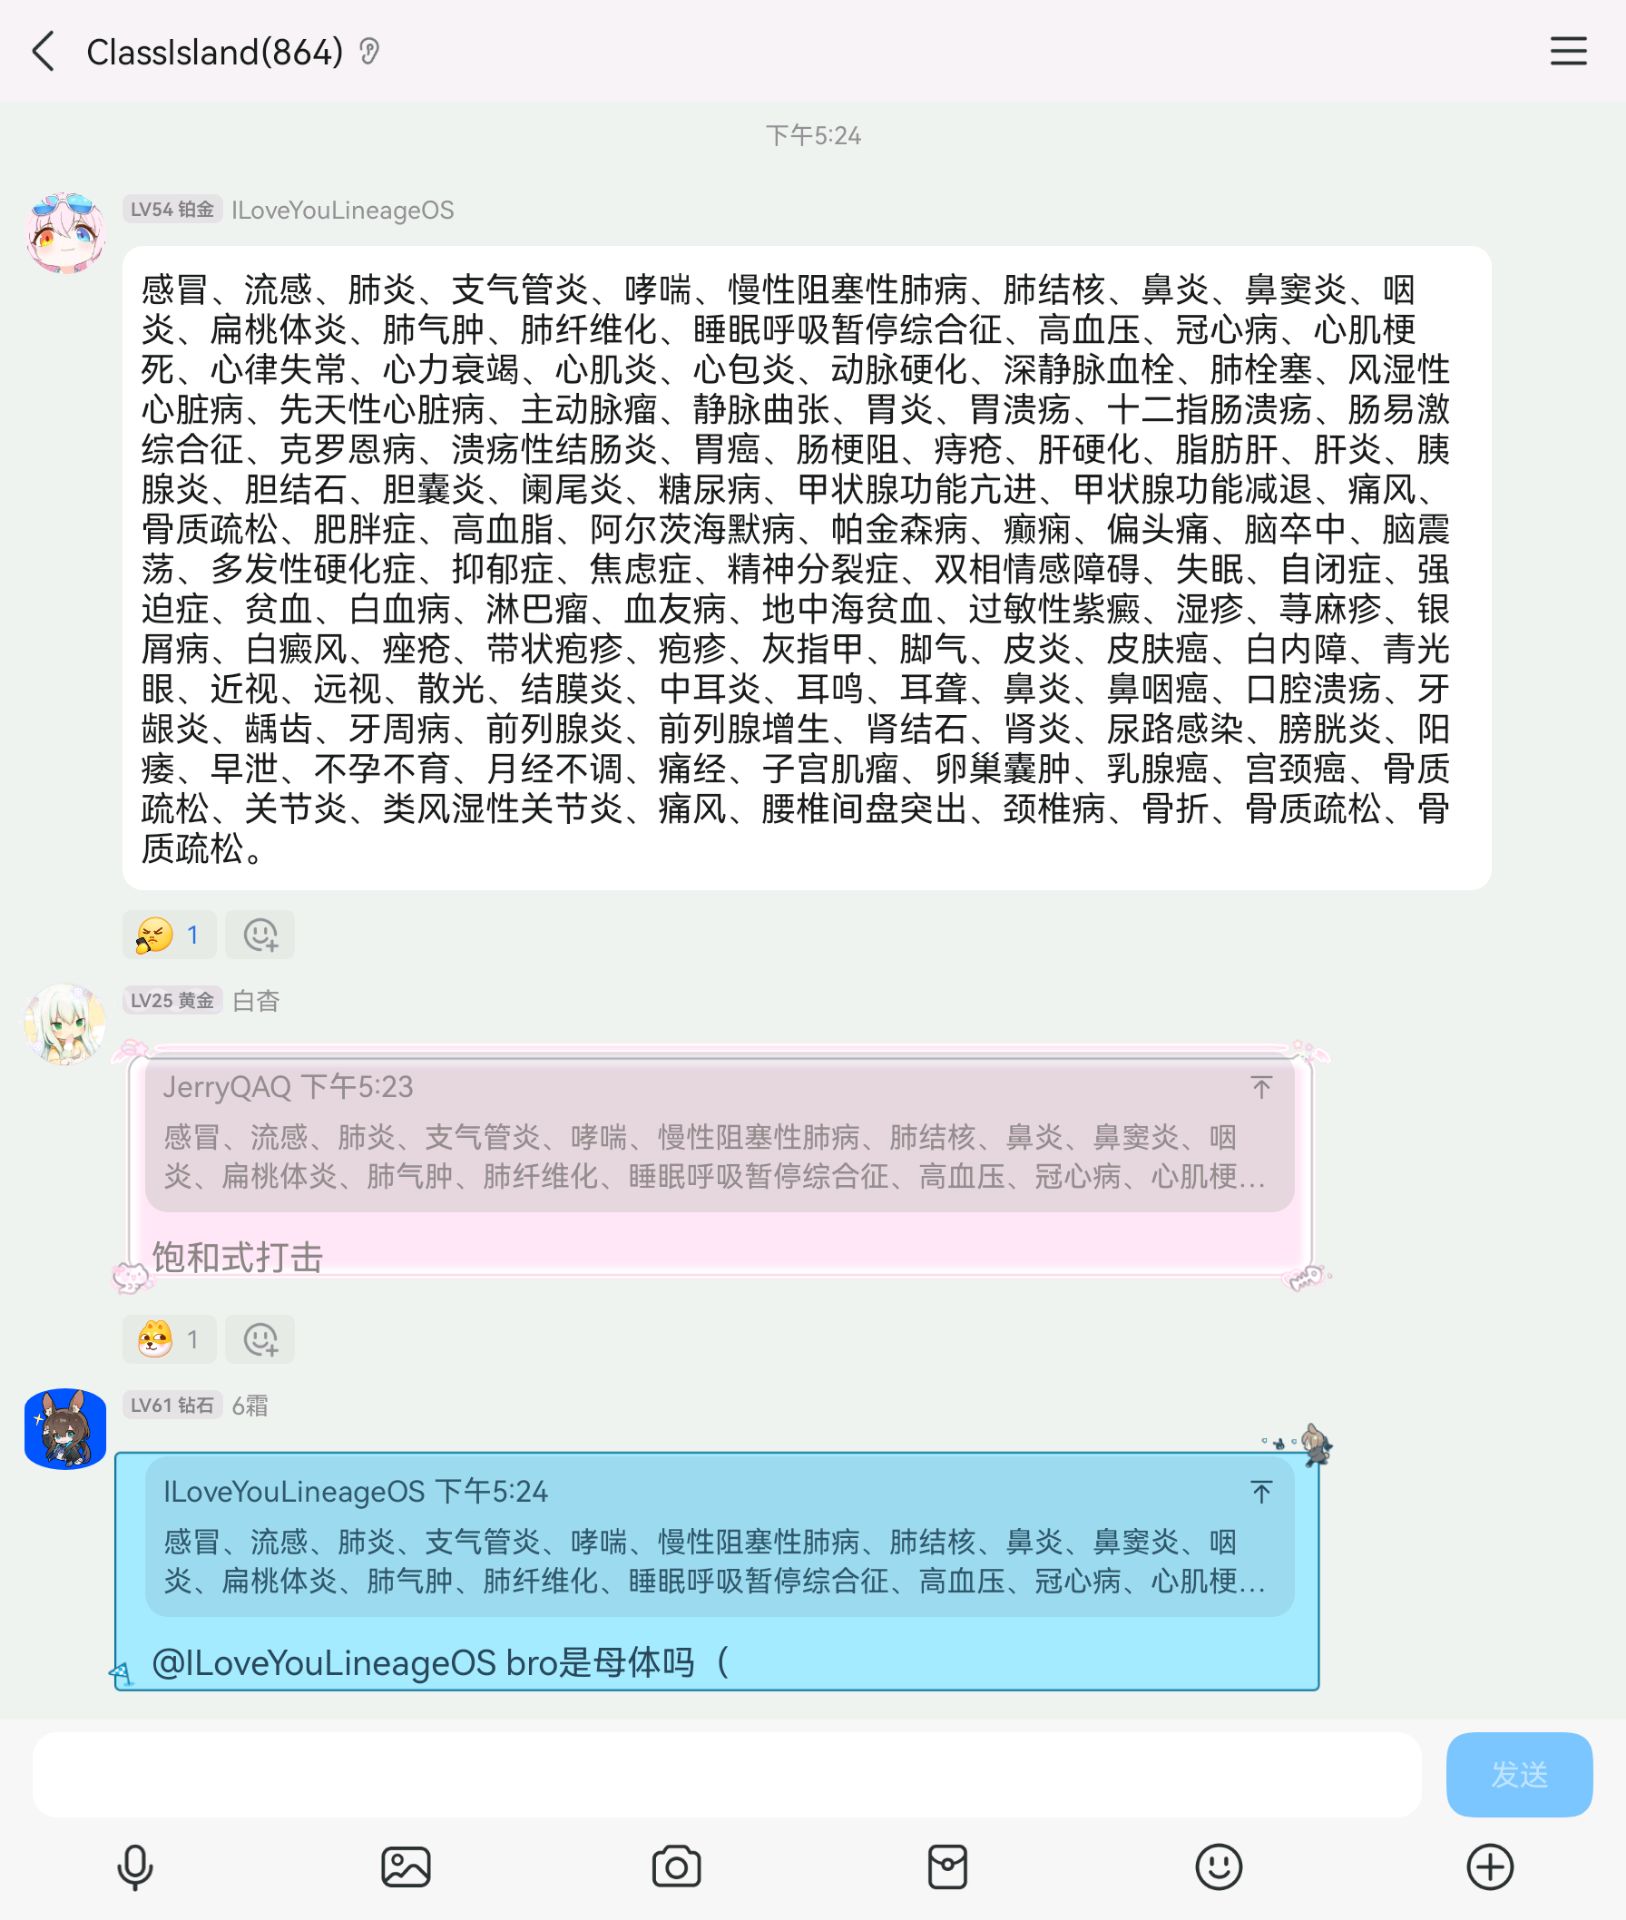 ClassIsland(864)
下午5:24
LV54 铂金 ILoveYouLineageOS
感冒、流感、肺炎、支气管炎、哮喘、慢性阻塞性肺病、肺结核、鼻炎、鼻窦炎、咽
炎、扁桃体炎、肺气肿、肺纤维化、睡眠呼吸暂停综合征、高血压、冠心病、心肌梗
死、心律失常、心力衰竭、心肌炎、心包炎、动脉硬化、深静脉血栓、肺栓塞、风湿性
心脏病、先天性心脏病、主动脉瘤、静脉曲张、胃炎、胃溃疡、十二指肠溃疡、肠易激
综合征、克罗恩病、溃疡性结肠炎、胃癌、肠梗阻、痔疮、肝硬化、脂肪肝、肝炎、胰
腺炎、胆结石、胆囊炎、阑尾炎、糖尿病、甲状腺功能亢进、甲状腺功能减退、痛风、
骨质疏松、肥胖症、高血脂、阿尔茨海默病、帕金森病、癫痫、偏头痛、脑卒中、脑震
荡、多发性硬化症、抑郁症、焦虑症、精神分裂症、双相情感障碍、失眠、自闭症、强
迫症、贫血、白血病、淋巴瘤、血友病、地中海贫血、过敏性紫癜、湿疹、荨麻疹、银
屑病、白癜风、痤疮、带状疱疹、疱疹、灰指甲、脚气、皮炎、皮肤癌、白内障、青光
眼、近视、远视、散光、结膜炎、中耳炎、耳鸣、耳聋、鼻炎、鼻咽癌、口腔溃疡、牙
龈炎、龋齿、牙周病、前列腺炎、前列腺增生、肾结石、肾炎、尿路感染、膀胱炎、阳
痿、早泄、不孕不育、月经不调、痛经、子宫肌瘤、卵巢囊肿、乳腺癌、宫颈癌、骨质
疏松、关节炎、类风湿性关节炎、痛风、腰椎间盘突出、颈椎病、骨折、骨质疏松、骨
质疏松。
1
LV25 黄金 白杳
JerryQAQ 下午5:23
感冒、流感、肺炎、支气管炎、哮喘、慢性阻塞性肺病、肺结核、鼻炎、鼻窦炎、咽
炎、扁桃体炎、肺气肿、肺纤维化、睡眠呼吸暂停综合征、高血压、冠心病、心肌梗...
饱和式打击
1
LV61 钻石 6霜
ILoveYouLineageOS 下午5:24
感冒、流感、肺炎、支气管炎、哮喘、慢性阻塞性肺病、肺结核、鼻炎、鼻窦炎、咽
炎、扁桃体炎、肺气肿、肺纤维化、睡眠呼吸暂停综合征、高血压、冠心病、心肌梗...
@ILoveYouLineageOS bro是母体吗（
发送